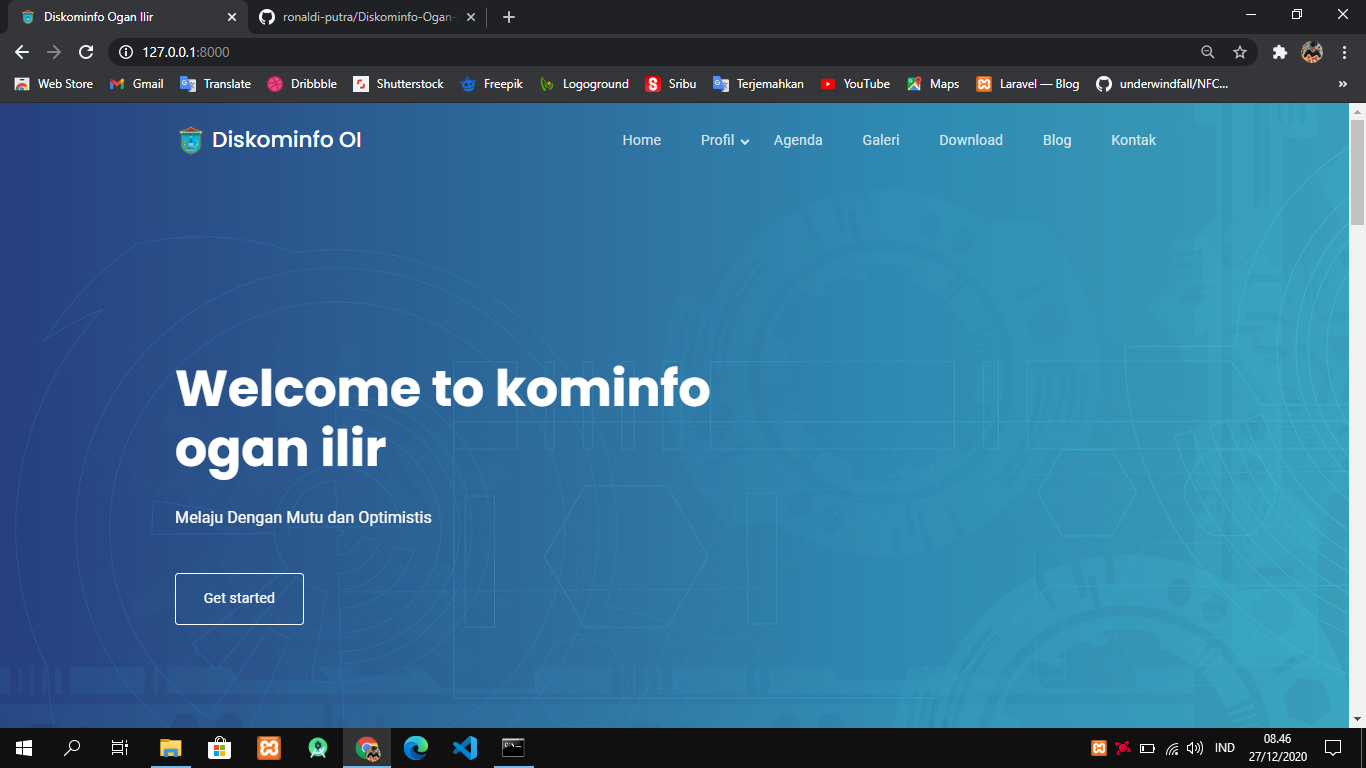 Diskominfo Ogan Ilir
ronaldi-putra/Diskominfo-Ogan-
127.0.0.1:8000
Web Store
Gmail
Translate
Dribbble
Shutterstock
Freepik
Logoground
Sribu
Terjemahkan
YouTube
Maps
Laravel — Blog
underwindfall/NFC...
Diskominfo OI
Home
Profil
Agenda
Galeri
Download
Blog
Kontak
Welcome to kominfo
ogan ilir
Melaju Dengan Mutu dan Optimistis
Get started
IND
08.46
27/12/2020